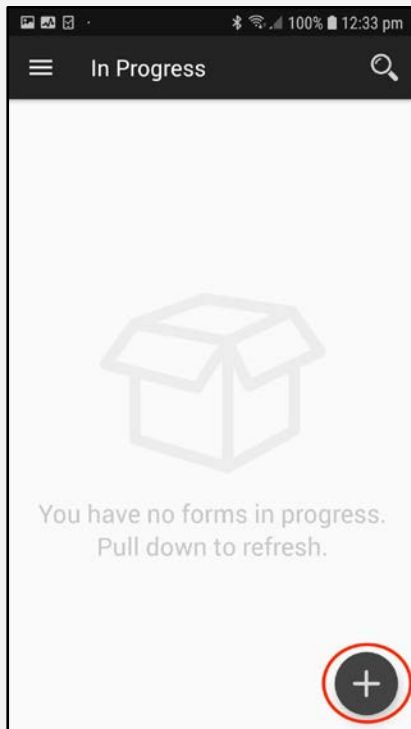 100% 12:33 pm
In Progress
You have no forms in progress.
Pull down to refresh.